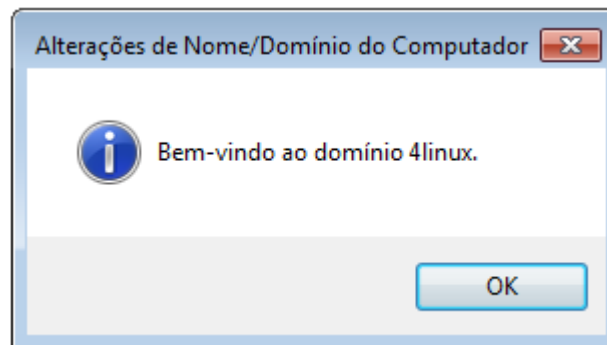 Alterações de Nome/Domínio do Computador
Bem-vindo ao domínio 4linux.
OK